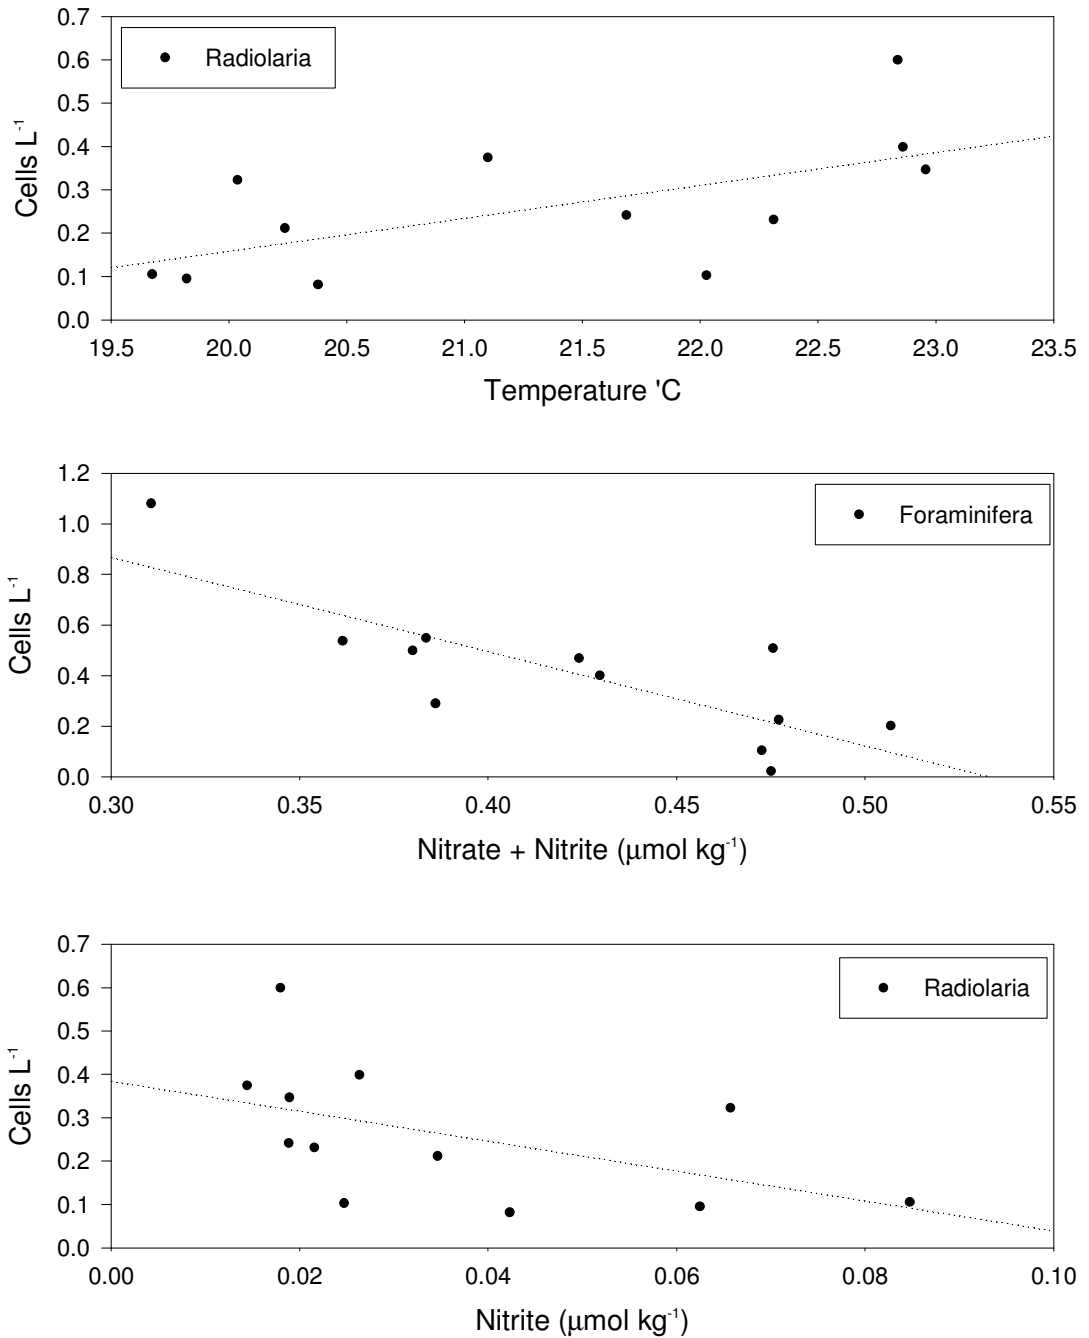 0.7
Radiolaria
0.6
0.5
0.4
0.3
0.2
0.1
0.0
Cells L⁻¹
19.5 20.0 20.5 21.0 21.5 22.0 22.5 23.0 23.5
Temperature 'C
1.2
Foraminifera
1.0
0.8
0.6
0.4
0.2
0.0
Cells L⁻¹
0.30 0.35 0.40 0.45 0.50 0.55
Nitrate + Nitrite (μmol kg⁻¹)
0.7
Radiolaria
0.6
0.5
0.4
0.3
0.2
0.1
0.0
Cells L⁻¹
0.00 0.02 0.04 0.06 0.08 0.10
Nitrite (μmol kg⁻¹)